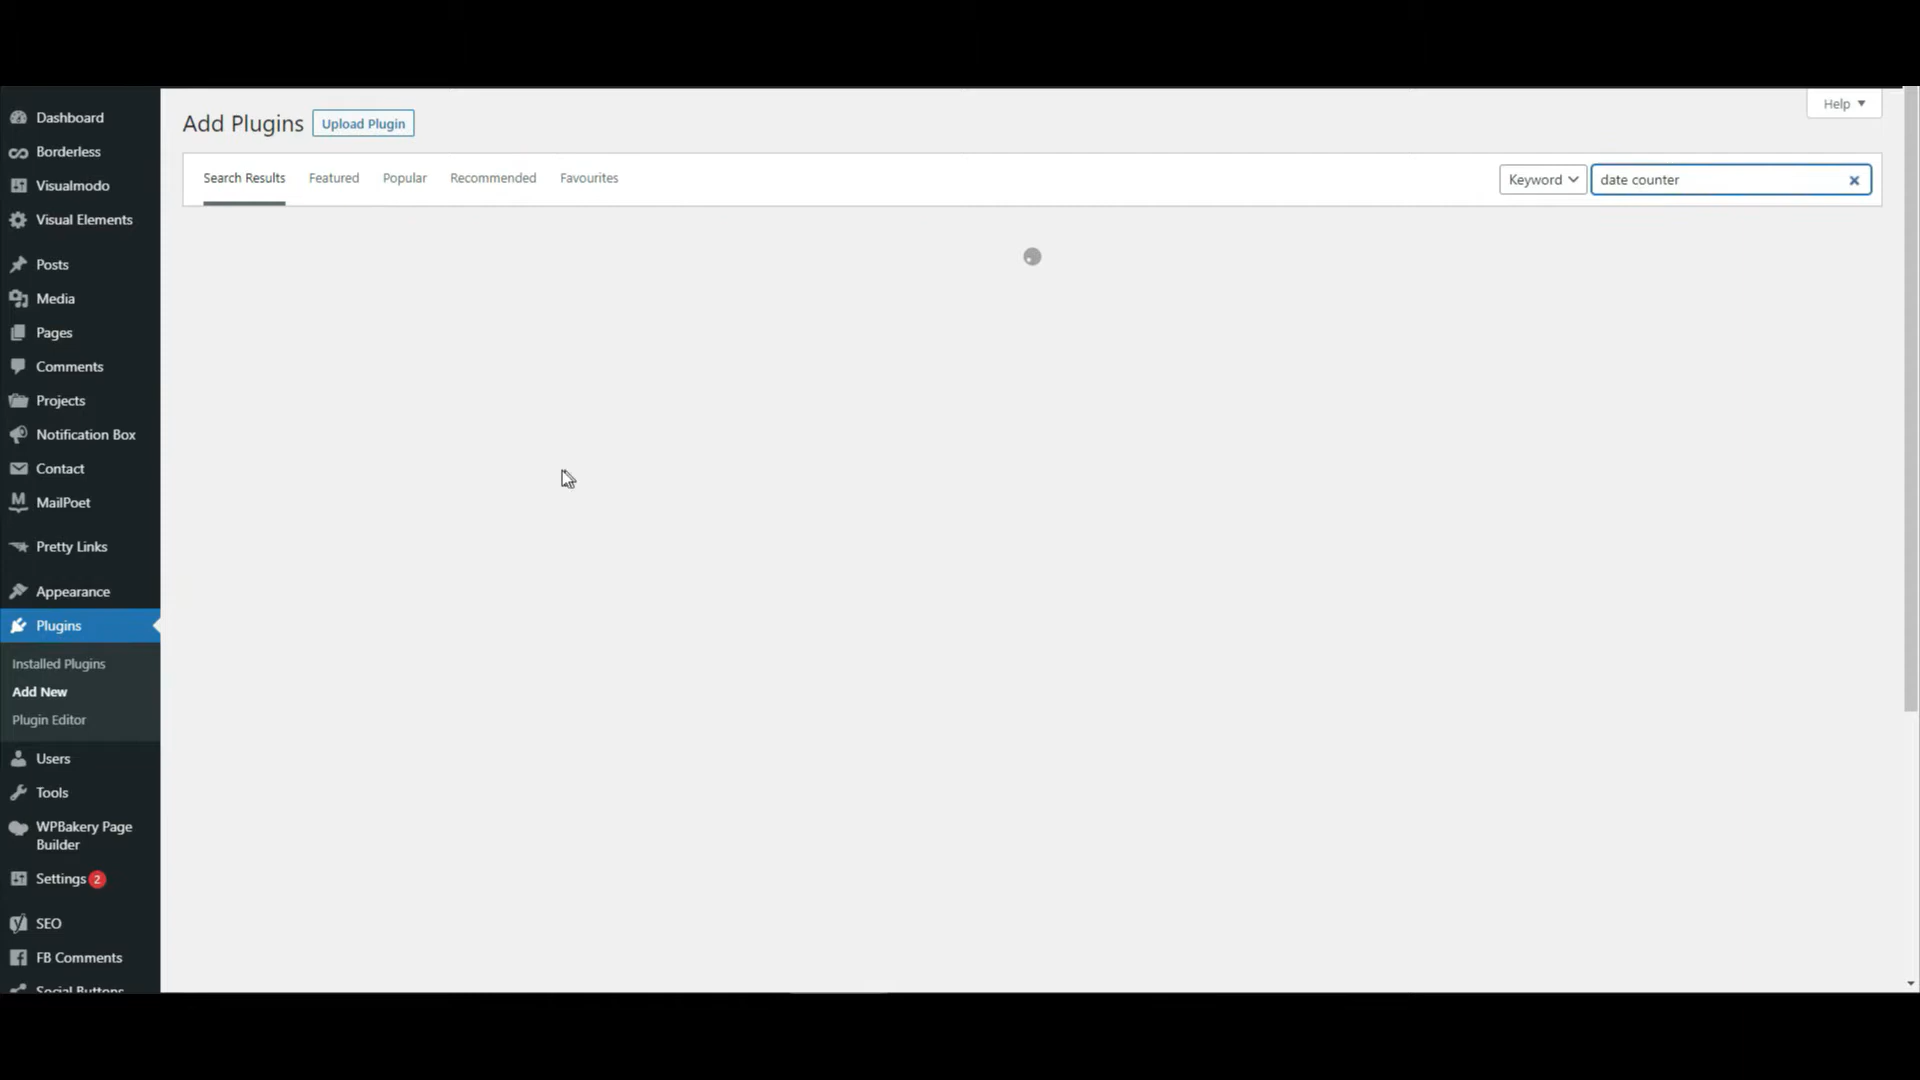 Help
Add Plugins
Upload Plugin
Search Results
Featured
Popular
Recommended
Favourites
Keyword
date counter
Dashboard
Borderless
Visualmodo
Visual Elements
Posts
Media
Pages
Comments
Projects
Notification Box
Contact
MailPoet
Pretty Links
Appearance
Plugins
Installed Plugins
Add New
Plugin Editor
Users
Tools
WPBakery Page
Builder
Settings 2
SEO
FB Comments
Social Buttons